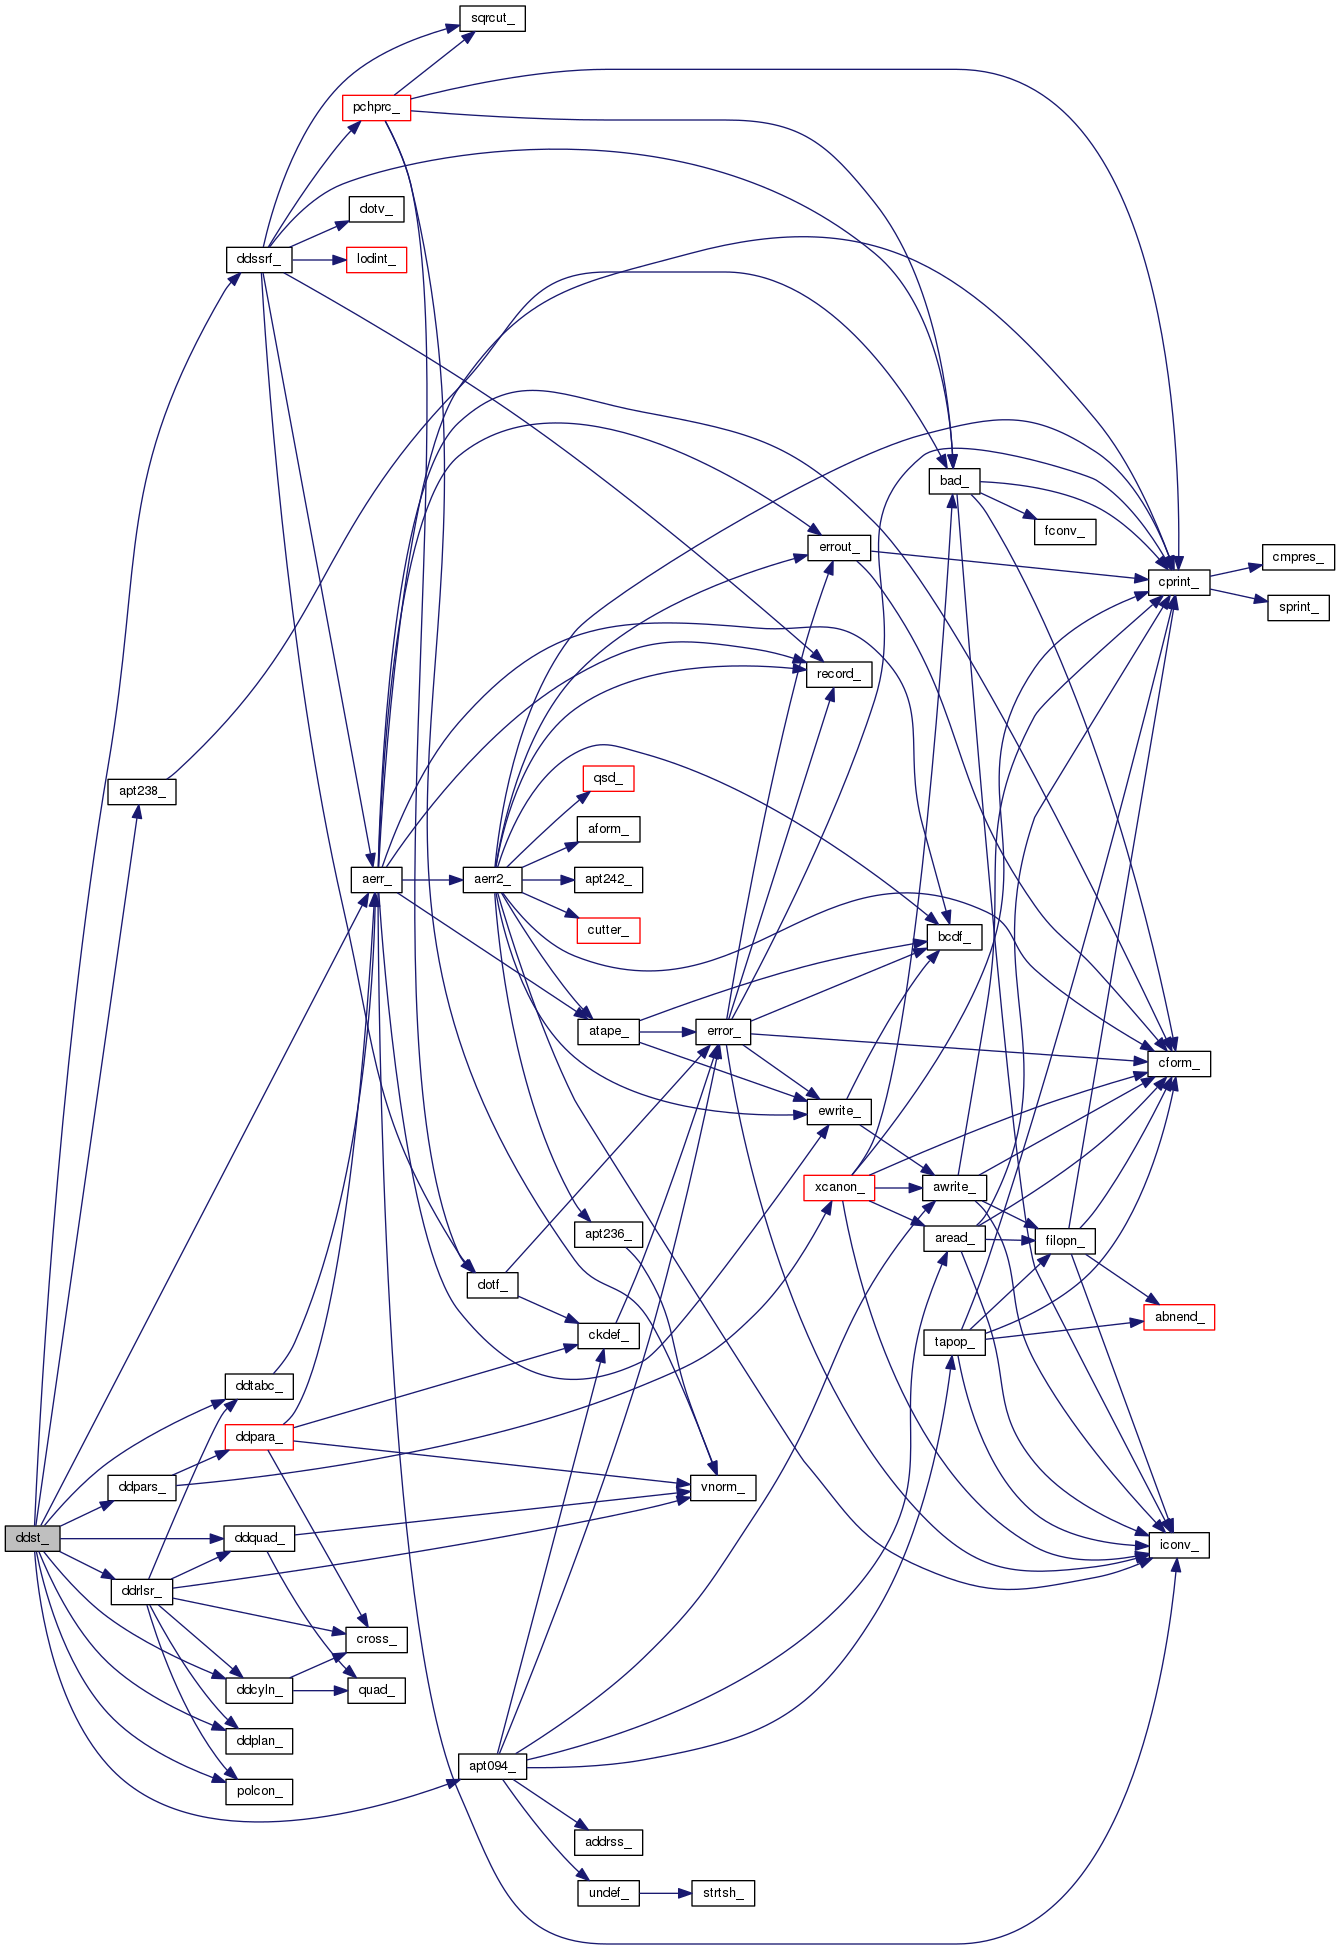 sqrcut_
pchprc_
dotv_
ddssrf_
lodint_
bad_
fconv_
errout_
cmpres_
cprint_
sprint_
record_
qsd_
apt238_
aform_
aerr_
aerr2_
apt242_
cutter_
bcdf_
atape_
error_
cform_
ewrite_
xcanon_
awrite_
apt236_
aread_
filopn_
dotf_
abnend_
ckdef_
tapop_
ddtabc_
ddpara_
ddpars_
vnorm_
ddst_
ddquad_
iconv_
ddrlsr_
cross_
ddcyln_
quad_
ddplan_
apt094_
polcon_
addrss_
undef_
strtsh_